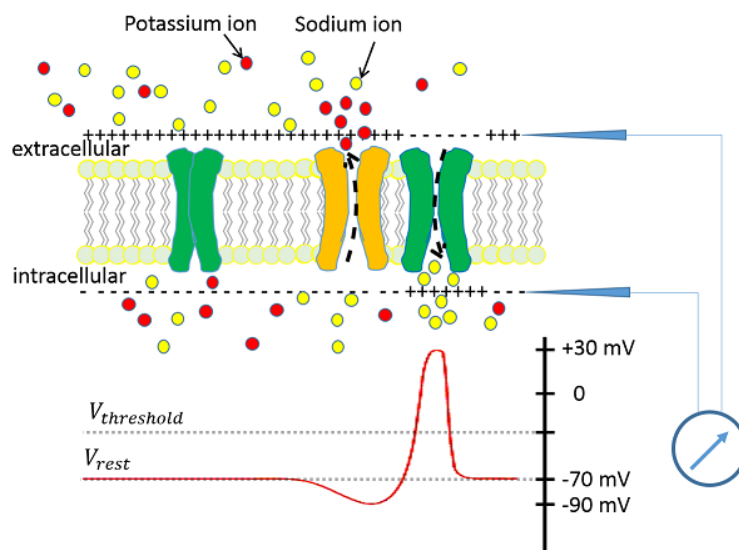 Potassium ion
Sodium ion
+++++++++++++++++++++++++++++++++++ - - - - - - - - ++++
extracellular
intracellular
- - - - - - - - - - - - - - - - - - - - - - - - - - - - - +++++++++ - - - -
+30 mV
0
V_threshold
V_rest
-70 mV
-90 mV